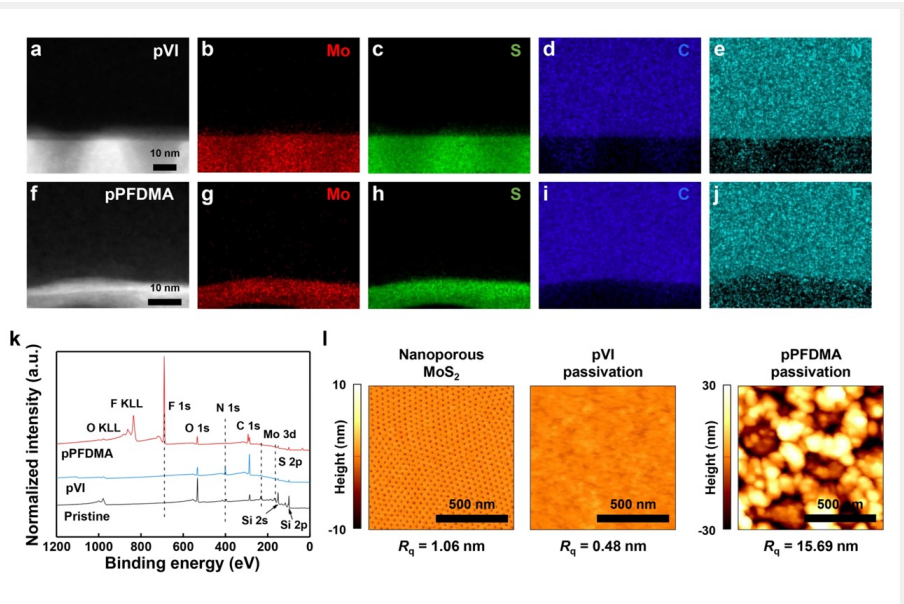 a pVI
10 nm
b Mo
c S
d C
e N
f pPFDMA
10 nm
g Mo
h S
i C
j F
k
Normalized intensity (a.u.)
F KLL
O KLL
F 1s
O 1s
N 1s
C 1s
Mo 3d
S 2p
pPFDMA
pVI
Pristine
Si 2s
Si 2p
1200 1000 800 600 400 200 0
Binding energy (eV)
l
Nanoporous
MoS₂
10
Height (nm)
-10
500 nm
Rq = 1.06 nm
pVI
passivation
500 nm
Rq = 0.48 nm
pPFDMA
passivation
30
Height (nm)
-30
500 nm
Rq = 15.69 nm